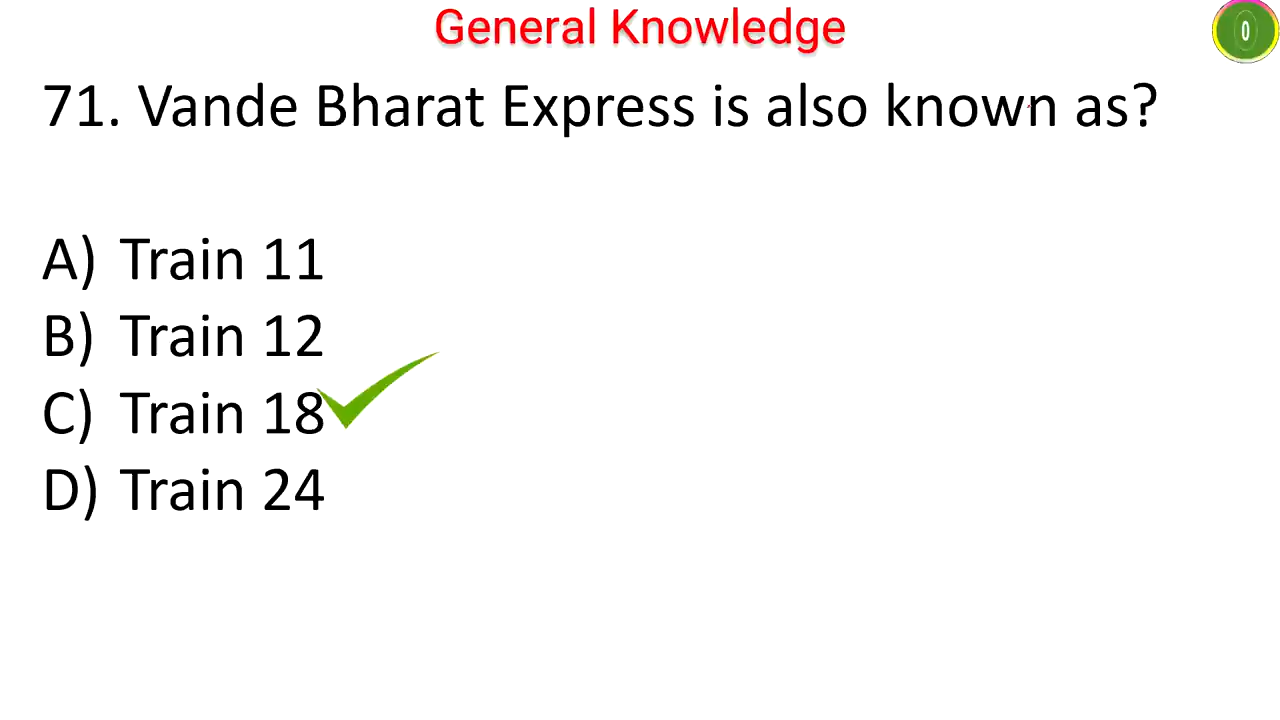 General Knowledge
0
71. Vande Bharat Express is also known as?
A) Train 11
B) Train 12
C) Train 18
D) Train 24